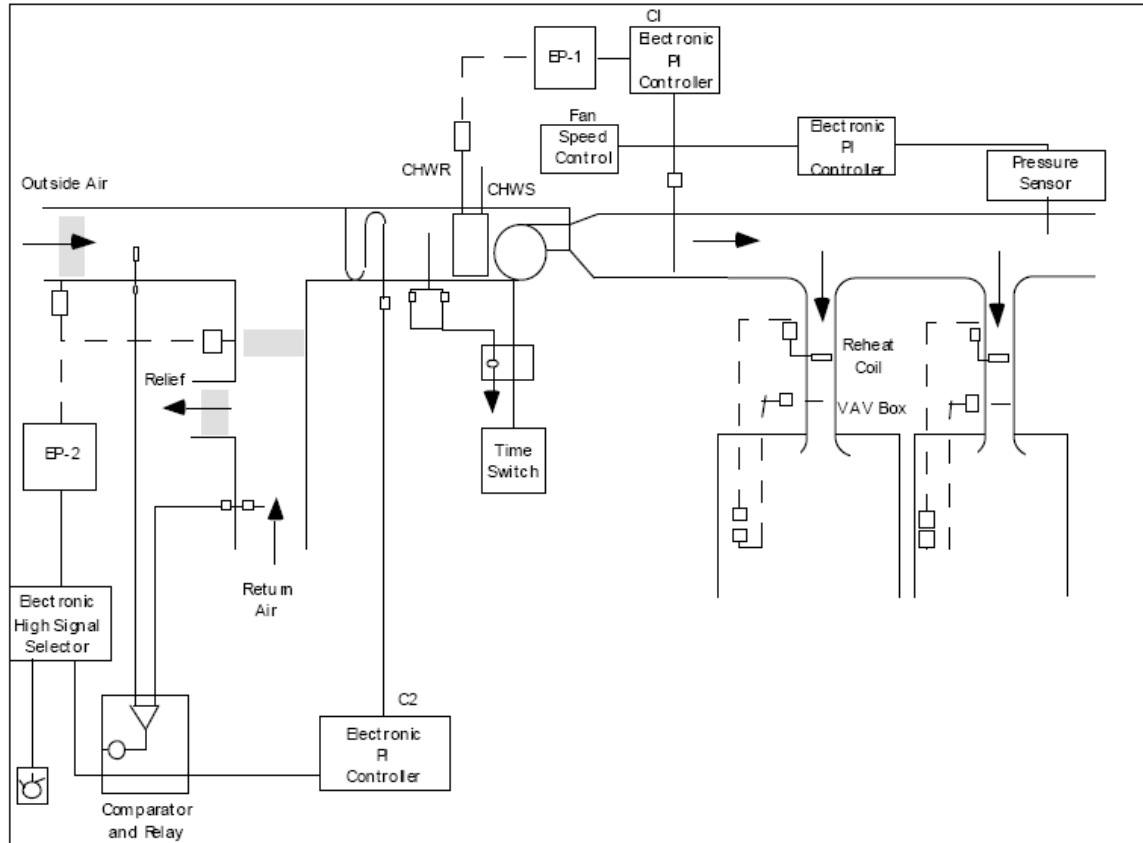 CI
Electronic
PI
Controller
EP-1
Fan
Speed
Control
Electronic
PI
Controller
Pressure
Sensor
CHWR
CHWS
Outside Air
Relief
Reheat
Coil
VAV Box
EP-2
Time
Switch
Return
Air
Electronic
High Signal
Selector
C2
Electronic
PI
Controller
Comparator
and Relay